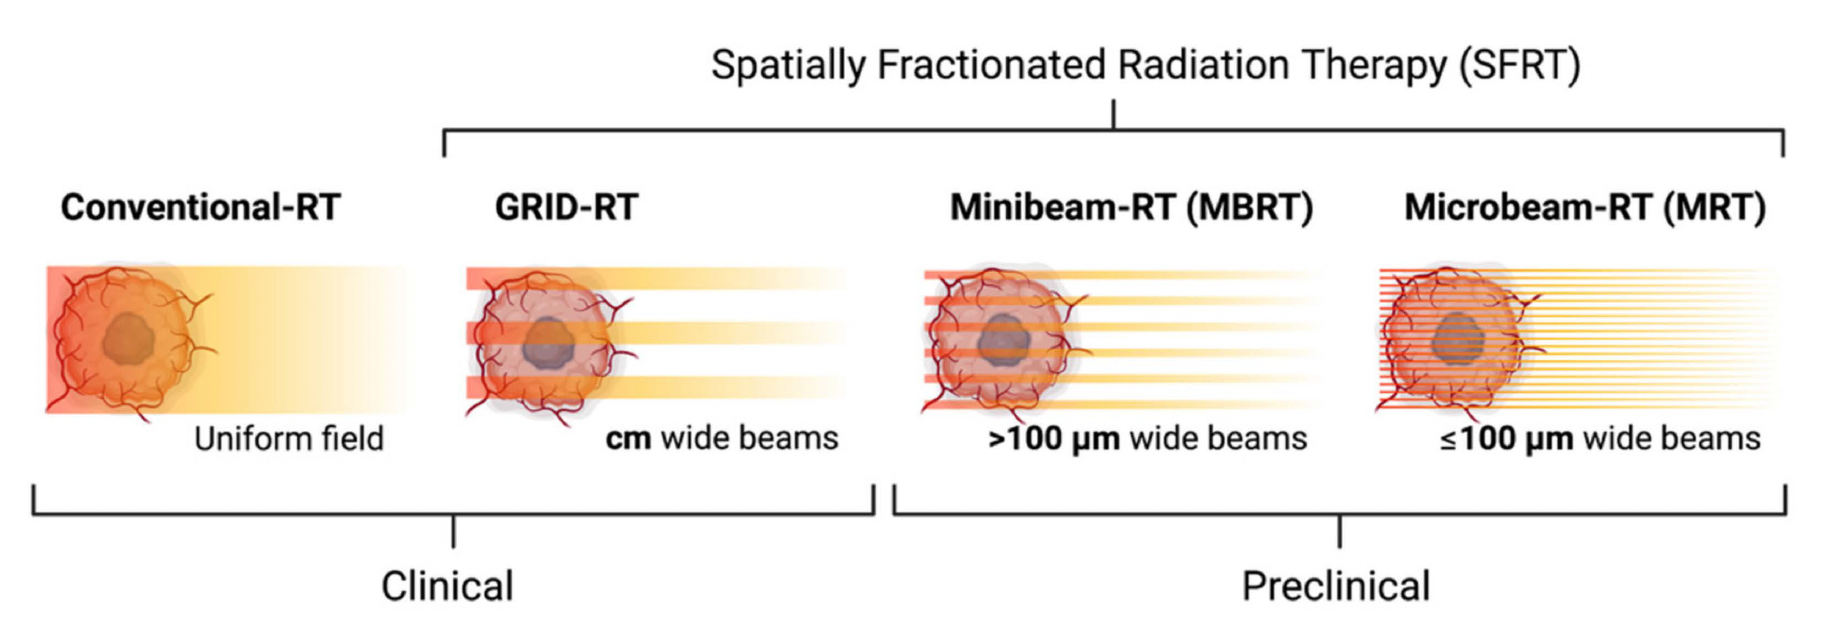 Spatially Fractionated Radiation Therapy (SFRT)
Conventional-RT
GRID-RT
Minibeam-RT (MBRT)
Microbeam-RT (MRT)
Uniform field
cm wide beams
>100 µm wide beams
≤100 µm wide beams
Clinical
Preclinical